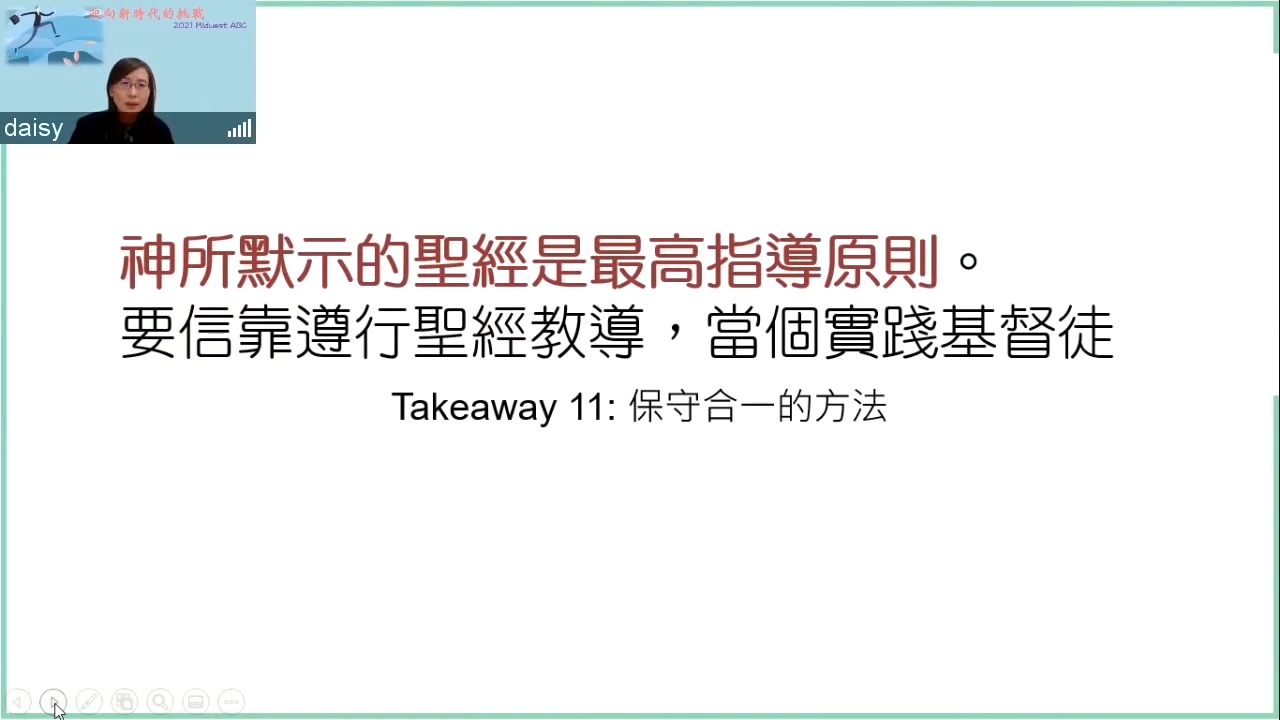 迎向新時代的挑戰
2021 Midwest ABC
daisy
神所默示的聖經是最高指導原則。
要信靠遵行聖經教導，當個實踐基督徒
Takeaway 11: 保守合一的方法